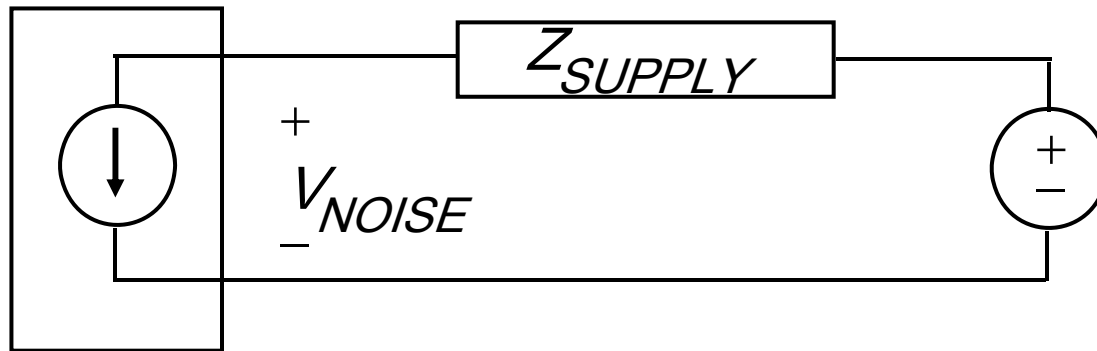 Z_SUPPLY
+
V_NOISE
–
+
–